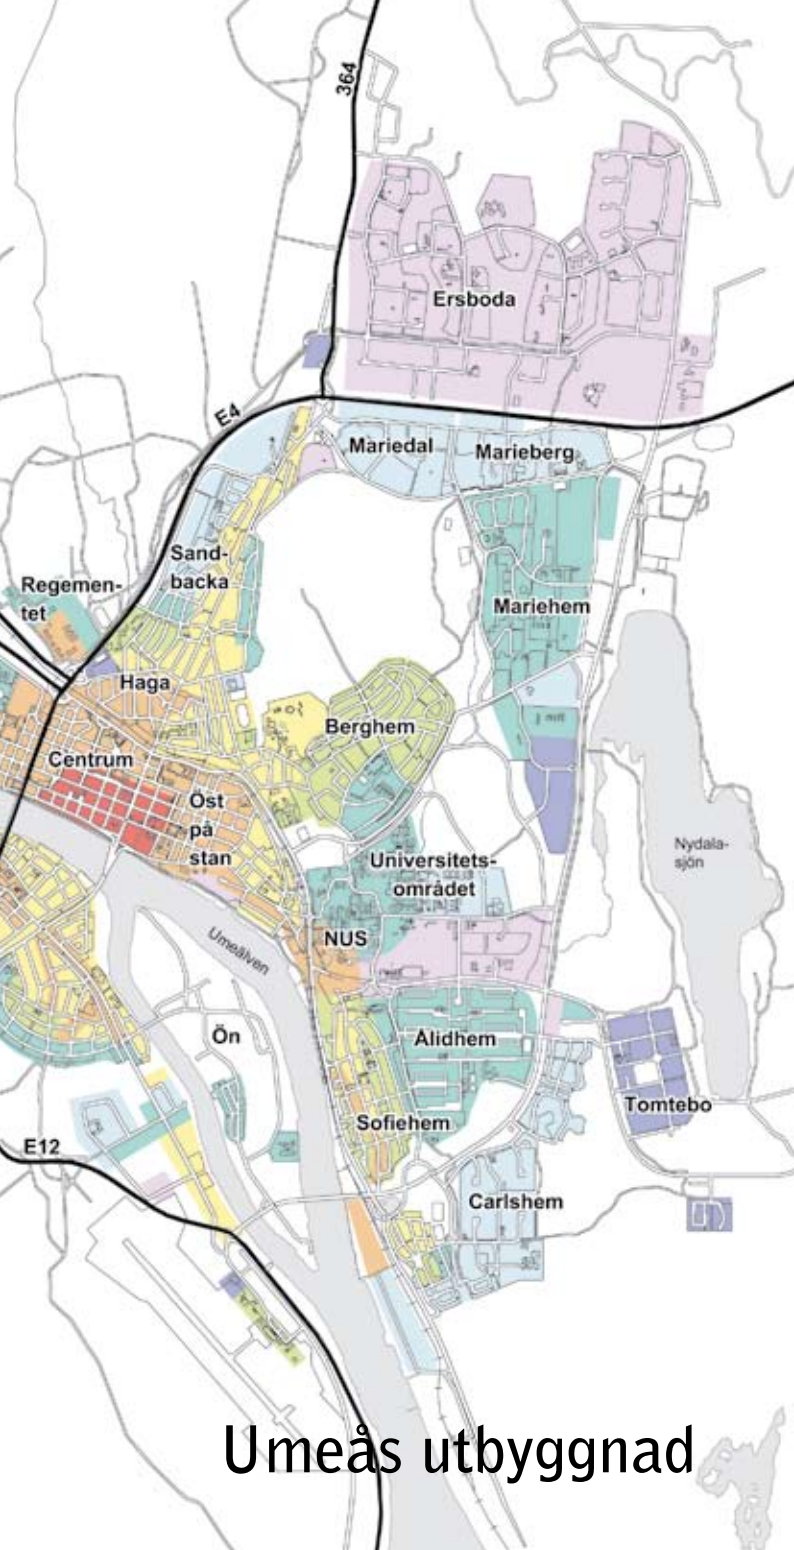 364
Ersboda
E4
Mariedal
Marieberg
Sand-
backa
Regemen-
tet
Mariehem
Haga
Berghem
Centrum
Öst
på
stan
Universitets-
området
Nydala-
sjön
NUS
Umeälven
Ön
Ålidhem
Tomtebo
Sofiehem
E12
Carlshem
Umeås utbyggnad